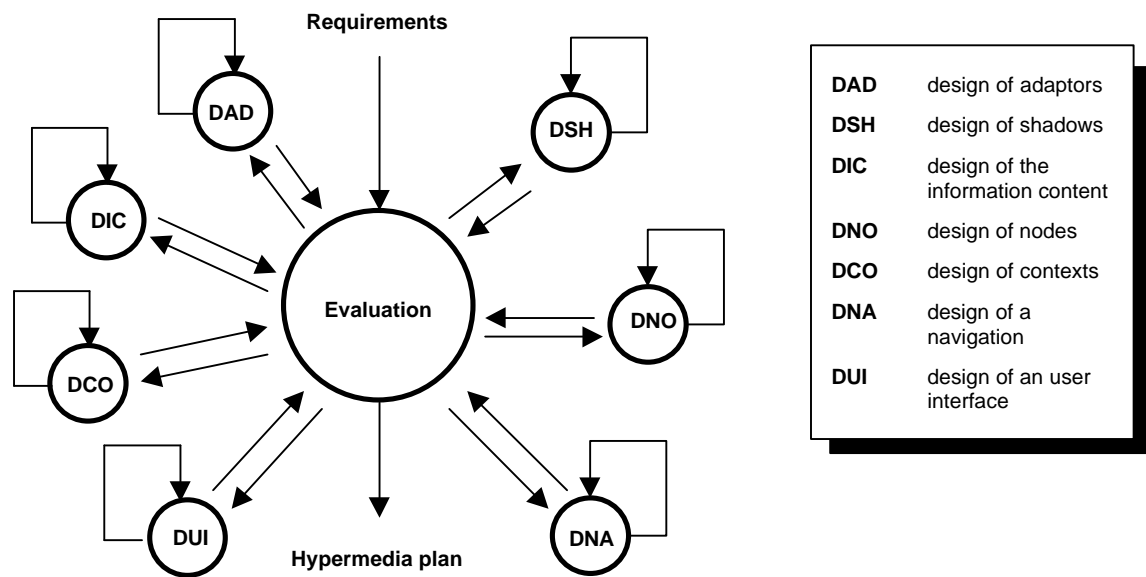 Requirements
DAD
DSH
DIC
DNO
Evaluation
DCO
DUI
DNA
Hypermedia plan
DAD design of adaptors
DSH design of shadows
DIC design of the
information content
DNO design of nodes
DCO design of contexts
DNA design of a
navigation
DUI design of an user
interface